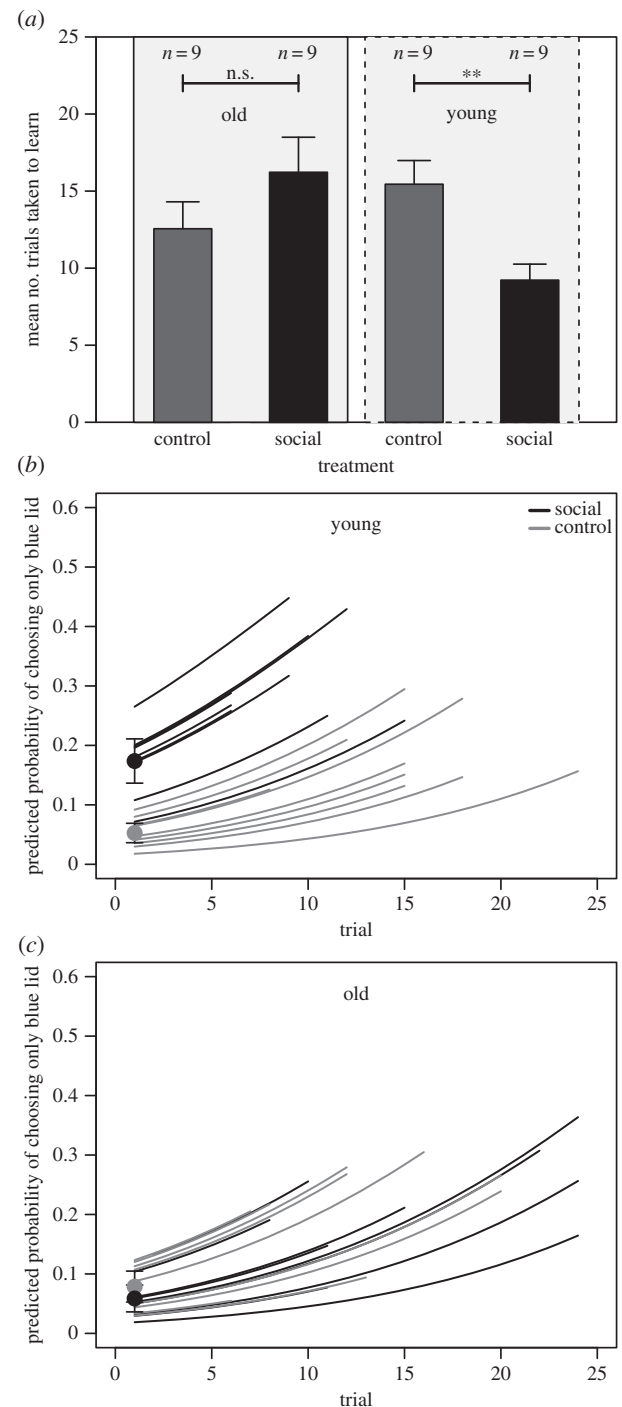 (a)
mean no. trials taken to learn
25
20
15
10
5
0
n = 9
n = 9
n = 9
n = 9
n.s.
**
old
young
control
social
control
social
treatment
(b)
predicted probability of choosing only blue lid
0.6
0.5
0.4
0.3
0.2
0.1
0
young
social
control
0
5
10
15
20
25
trial
(c)
predicted probability of choosing only blue lid
0.6
0.5
0.4
0.3
0.2
0.1
0
old
0
5
10
15
20
25
trial